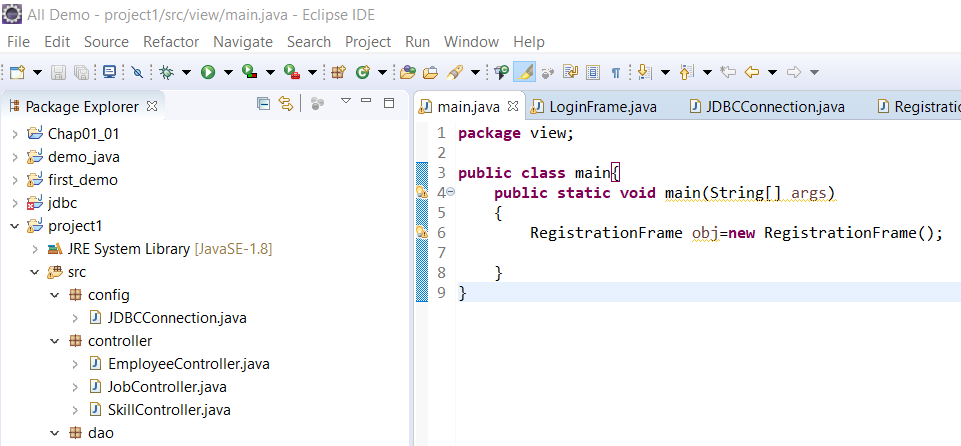 All Demo - project1/src/view/main.java - Eclipse IDE
File Edit Source Refactor Navigate Search Project Run Window Help
Package Explorer
main.java LoginFrame.java JDBCConnection.java Registratio
Chap01_01
demo_java
first_demo
jdbc
project1
JRE System Library [JavaSE-1.8]
src
config
JDBCConnection.java
controller
EmployeeController.java
JobController.java
SkillController.java
dao
1 package view;
2
3 public class main{
4 public static void main(String[] args)
5 {
6 RegistrationFrame obj=new RegistrationFrame();
7
8 }
9 }